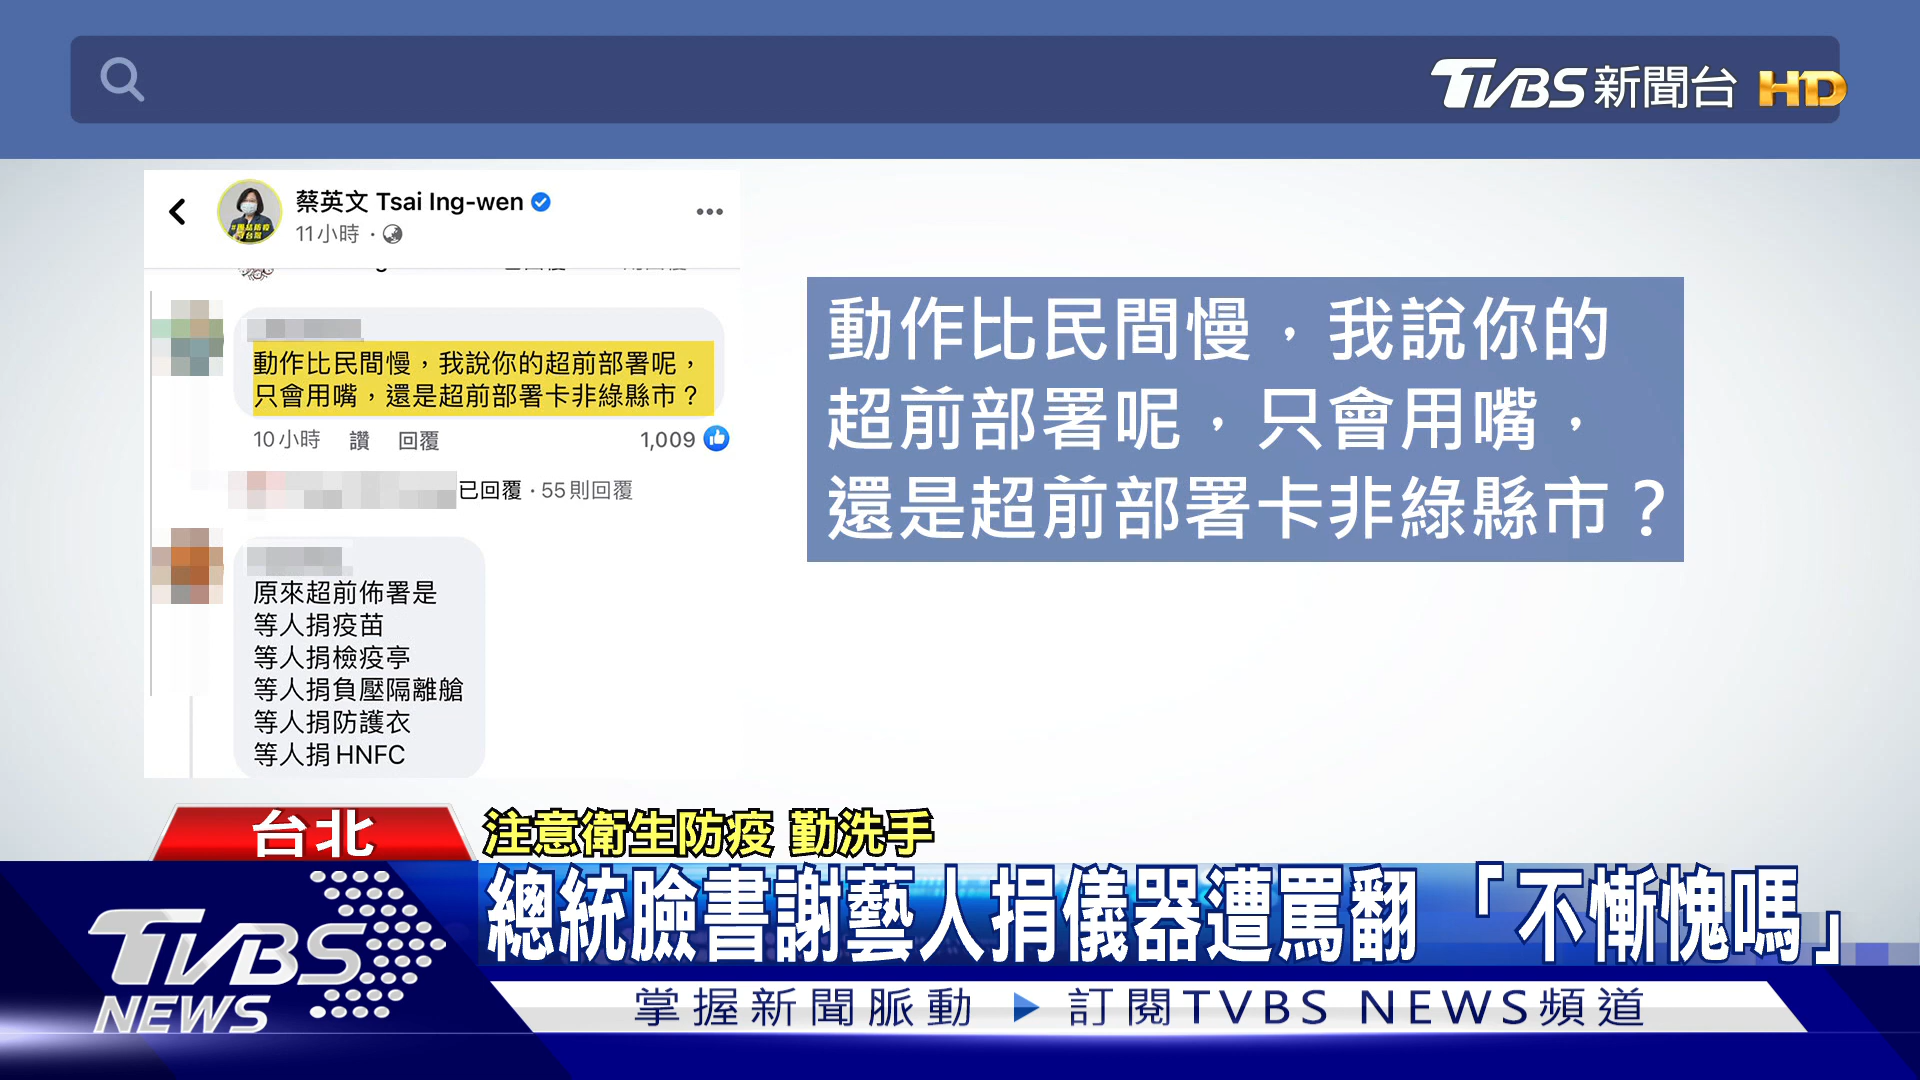 TVBS新聞台 HD
蔡英文 Tsai Ing-wen
11小時
動作比民間慢，我說你的超前部署呢，
只會用嘴，還是超前部署卡非綠縣市？
10小時 讚 回覆 1,009
已回覆·55則回覆
原來超前佈署是
等人捐疫苗
等人捐檢疫亭
等人捐負壓隔離艙
等人捐防護衣
等人捐HNFC
動作比民間慢，我說你的
超前部署呢，只會用嘴，
還是超前部署卡非綠縣市？
台北
注意衛生防疫 勤洗手
總統臉書謝藝人捐儀器遭罵翻「不慚愧嗎」
TVBS
NEWS
掌握新聞脈動 ▶ 訂閱TVBS NEWS頻道